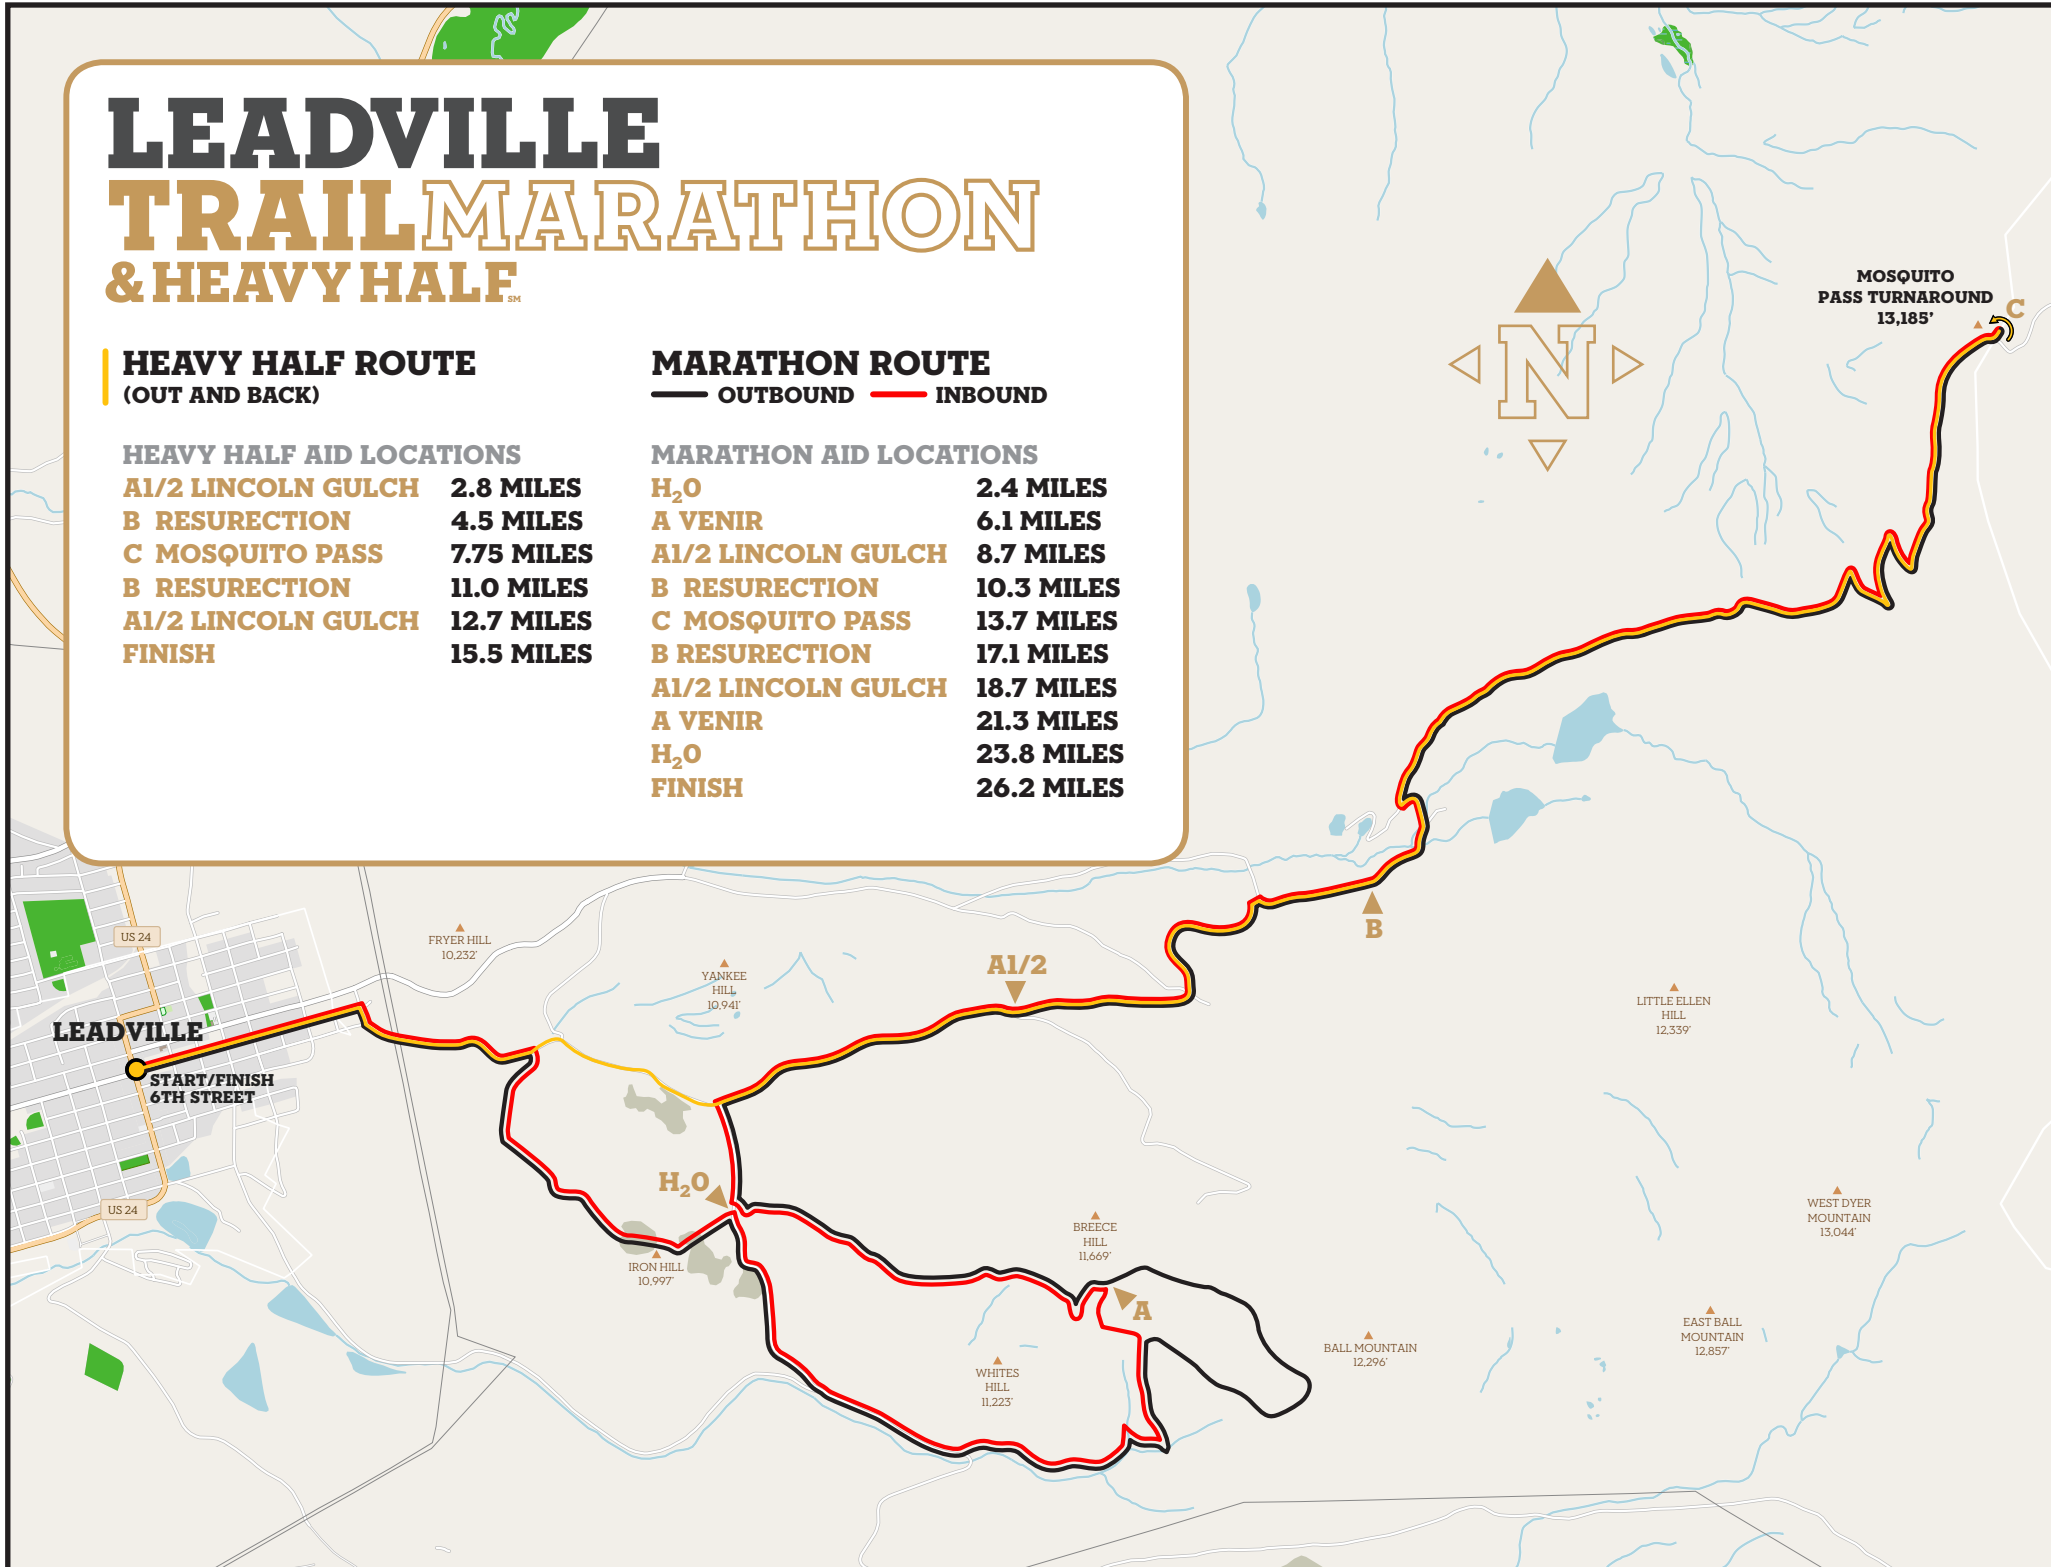 LEADVILLE
TRAIL MARATHON
& HEAVY HALF SM
HEAVY HALF ROUTE
(OUT AND BACK)
HEAVY HALF AID LOCATIONS
A1/2 LINCOLN GULCH 2.8 MILES
B RESURECTION 4.5 MILES
C MOSQUITO PASS 7.75 MILES
B RESURECTION 11.0 MILES
A1/2 LINCOLN GULCH 12.7 MILES
FINISH 15.5 MILES
MARATHON ROUTE
OUTBOUND INBOUND
MARATHON AID LOCATIONS
H₂0 2.4 MILES
A VENIR 6.1 MILES
A1/2 LINCOLN GULCH 8.7 MILES
B RESURECTION 10.3 MILES
C MOSQUITO PASS 13.7 MILES
B RESURECTION 17.1 MILES
A1/2 LINCOLN GULCH 18.7 MILES
A VENIR 21.3 MILES
H₂0 23.8 MILES
FINISH 26.2 MILES
N
MOSQUITO
PASS TURNAROUND
13,185'
C
B
A1/2
FRYER HILL
10,232'
YANKEE
HILL
10,941'
US 24
LEADVILLE
START/FINISH
6TH STREET
US 24
LITTLE ELLEN
HILL
12,339'
H₂0
IRON HILL
10,997'
BREECE
HILL
11,669'
A
WHITES
HILL
11,223'
BALL MOUNTAIN
12,296'
WEST DYER
MOUNTAIN
13,044'
EAST BALL
MOUNTAIN
12,857'